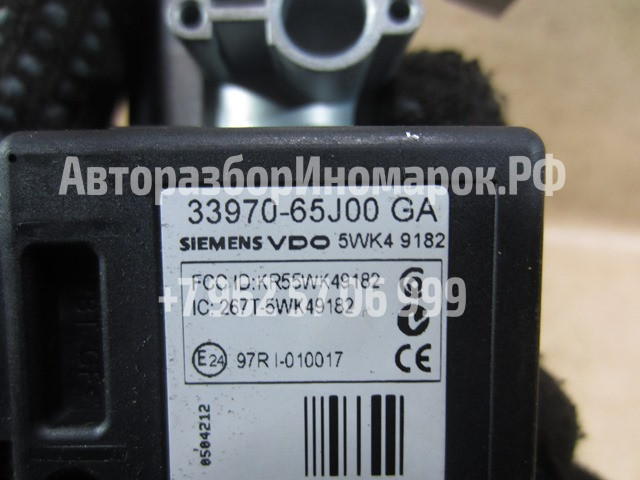 АвторазборИномарок.РФ
33970-65J00 GA
SIEMENS VDO 5WK4 9182
FCC ID:KR55WK49182
IC: 267T-5WK49182
E24 97R I-010017 CE
0504212